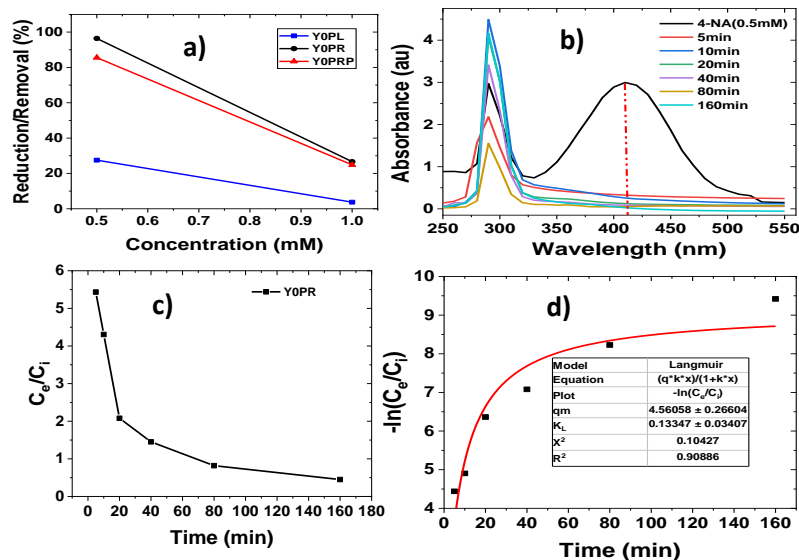 a)
Y0PL
Y0PR
Y0PRP
Reduction/Removal (%)
100
80
60
40
20
0
0.5 0.6 0.7 0.8 0.9 1.0
Concentration (mM)
b)
4-NA(0.5mM)
5min
10min
20min
40min
80min
160min
Absorbance (au)
4
3
2
1
0
250 300 350 400 450 500 550
Wavelength (nm)
c)
Y0PR
Ce/Ci
6
5
4
3
2
1
0
0 20 40 60 80 100 120 140 160 180
Time (min)
d)
-ln(Ce/Ci)
10
9
8
7
6
5
4
0 20 40 60 80 100 120 140 160
Time (min)
Model Langmuir
Equation (q*k*x)/(1+k*x)
Plot -ln(Ce/Ci)
qm 4.56058 ± 0.26604
KL 0.13347 ± 0.03407
X2 0.10427
R2 0.90886